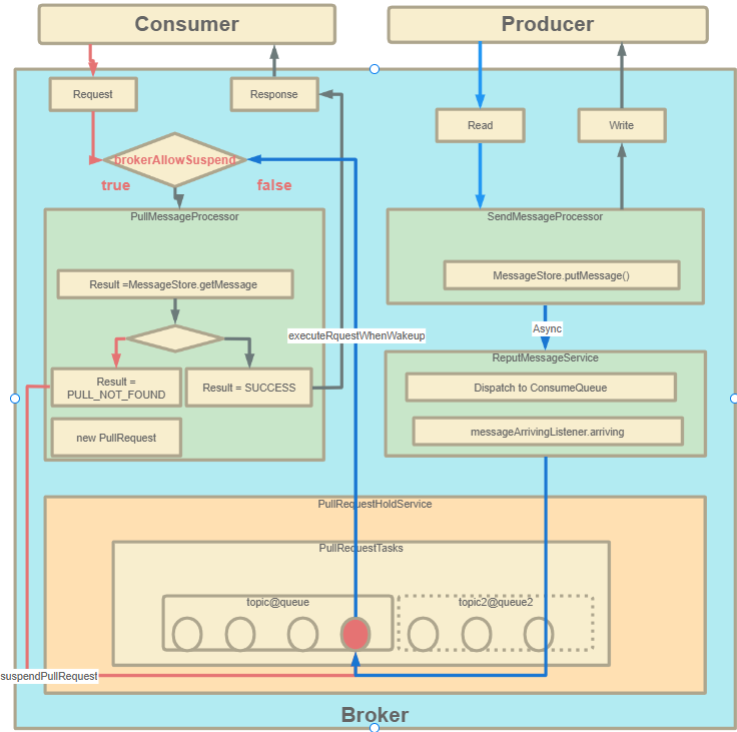 Consumer
Producer
Request
Response
Read
Write
brokerAllowSuspend
true
false
PullMessageProcessor
SendMessageProcessor
Result =MessageStore.getMessage
MessageStore.putMessage()
executeRquestWhenWakeup
Async
ReputMessageService
Result =
PULL_NOT_FOUND
Result = SUCCESS
Dispatch to ConsumeQueue
new PullRequest
messageArrivingListener.arriving
PullRequestHoldService
PullRequestTasks
topic@queue
topic2@queue2
suspendPullRequest
Broker